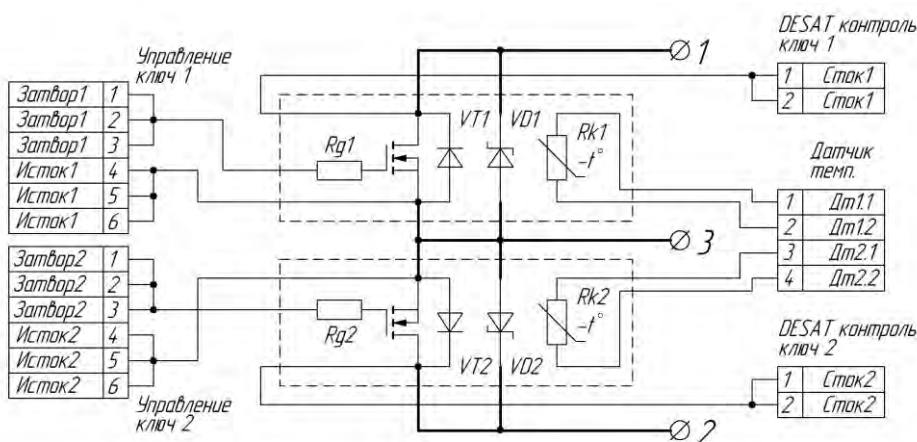 Управление
ключ 1
Затвор1 1
Затвор1 2
Затвор1 3
Исток1 4
Исток1 5
Исток1 6
Затвор2 1
Затвор2 2
Затвор2 3
Исток2 4
Исток2 5
Исток2 6
Управление
ключ 2
Rg1
VT1
VD1
Rk1
-t°
1
3
Rg2
VT2
VD2
Rk2
-t°
2
DESAT контроль
ключ 1
1 Сток1
2 Сток1
Датчик
темп.
1 Дт1.1
2 Дт1.2
3 Дт2.1
4 Дт2.2
DESAT контроль
ключ 2
1 Сток2
2 Сток2